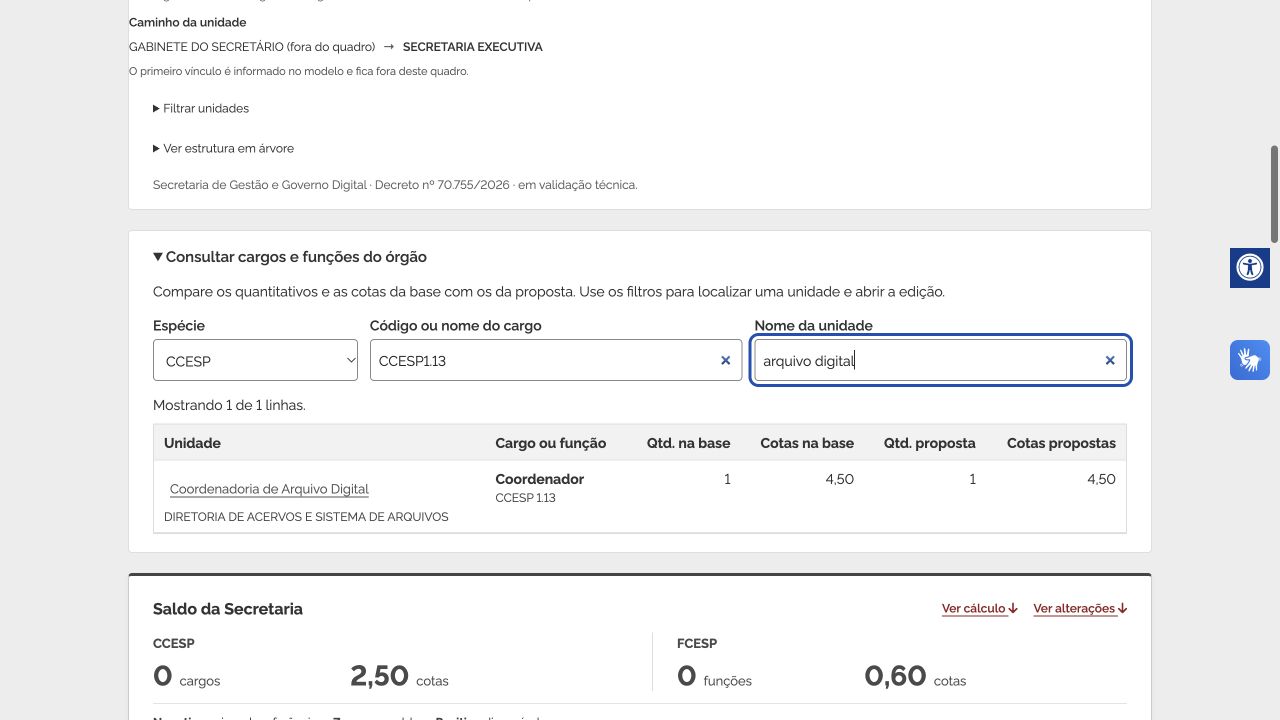 Caminho da unidade
GABINETE DO SECRETÁRIO (fora do quadro) → SECRETARIA EXECUTIVA
O primeiro vínculo é informado no modelo e fica fora deste quadro.
Filtrar unidades
Ver estrutura em árvore
Secretaria de Gestão e Governo Digital · Decreto nº 70.755/2026 · em validação técnica.
Consultar cargos e funções do órgão
Compare os quantitativos e as cotas da base com os da proposta. Use os filtros para localizar uma unidade e abrir a edição.
Espécie Código ou nome do cargo Nome da unidade
CCESP CCESP1.13 arquivo digital
Mostrando 1 de 1 linhas.
Unidade Cargo ou função Qtd. na base Cotas na base Qtd. proposta Cotas propostas
Coordenadoria de Arquivo Digital Coordenador 1 4,50 1 4,50
CCESP 1.13
DIRETORIA DE ACERVOS E SISTEMA DE ARQUIVOS
Saldo da Secretaria Ver cálculo Ver alterações
CCESP FCESP
0 cargos 2,50 cotas 0 funções 0,60 cotas